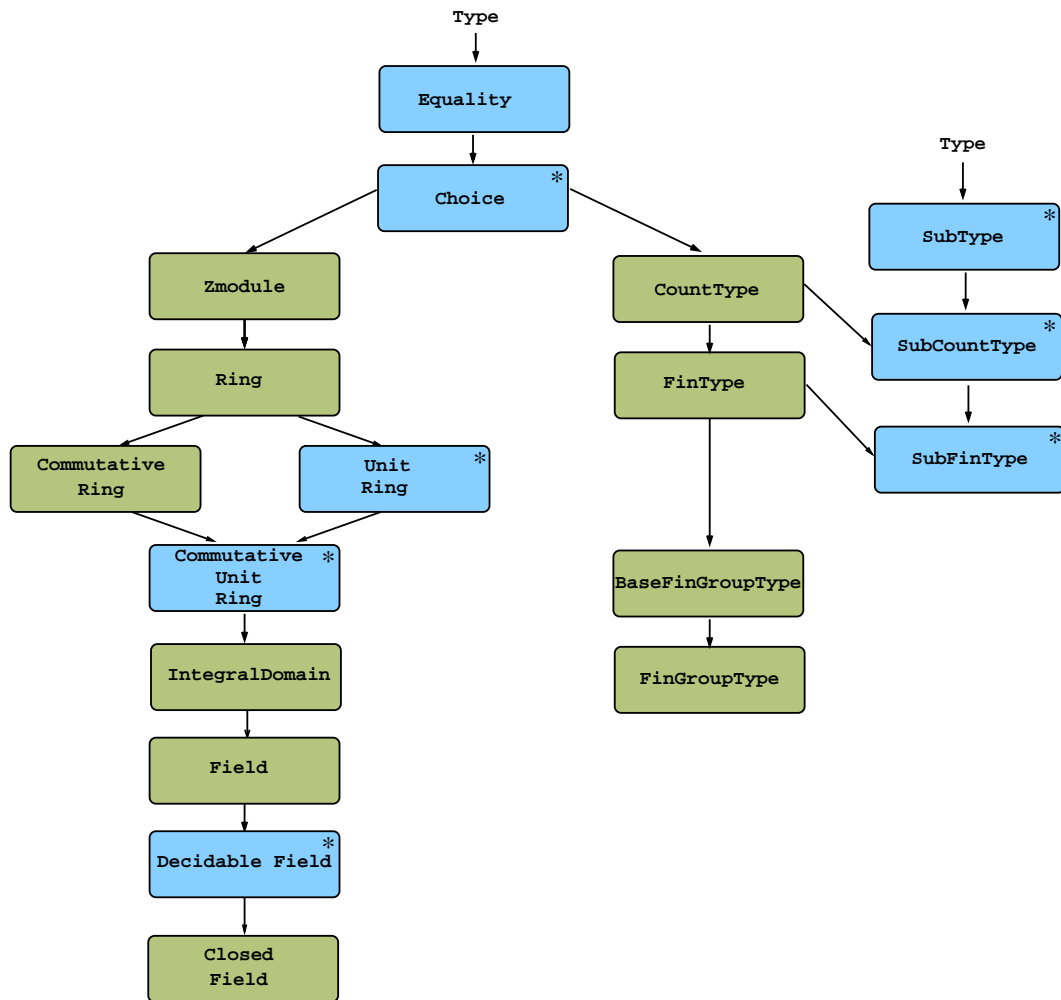 Type
Equality
Type
*
Choice
*
SubType
Zmodule
CountType
*
SubCountType
Ring
FinType
Commutative
Ring
*
Unit
Ring
*
SubFinType
*
Commutative
Unit
Ring
BaseFinGroupType
IntegralDomain
FinGroupType
Field
*
Decidable Field
Closed
Field